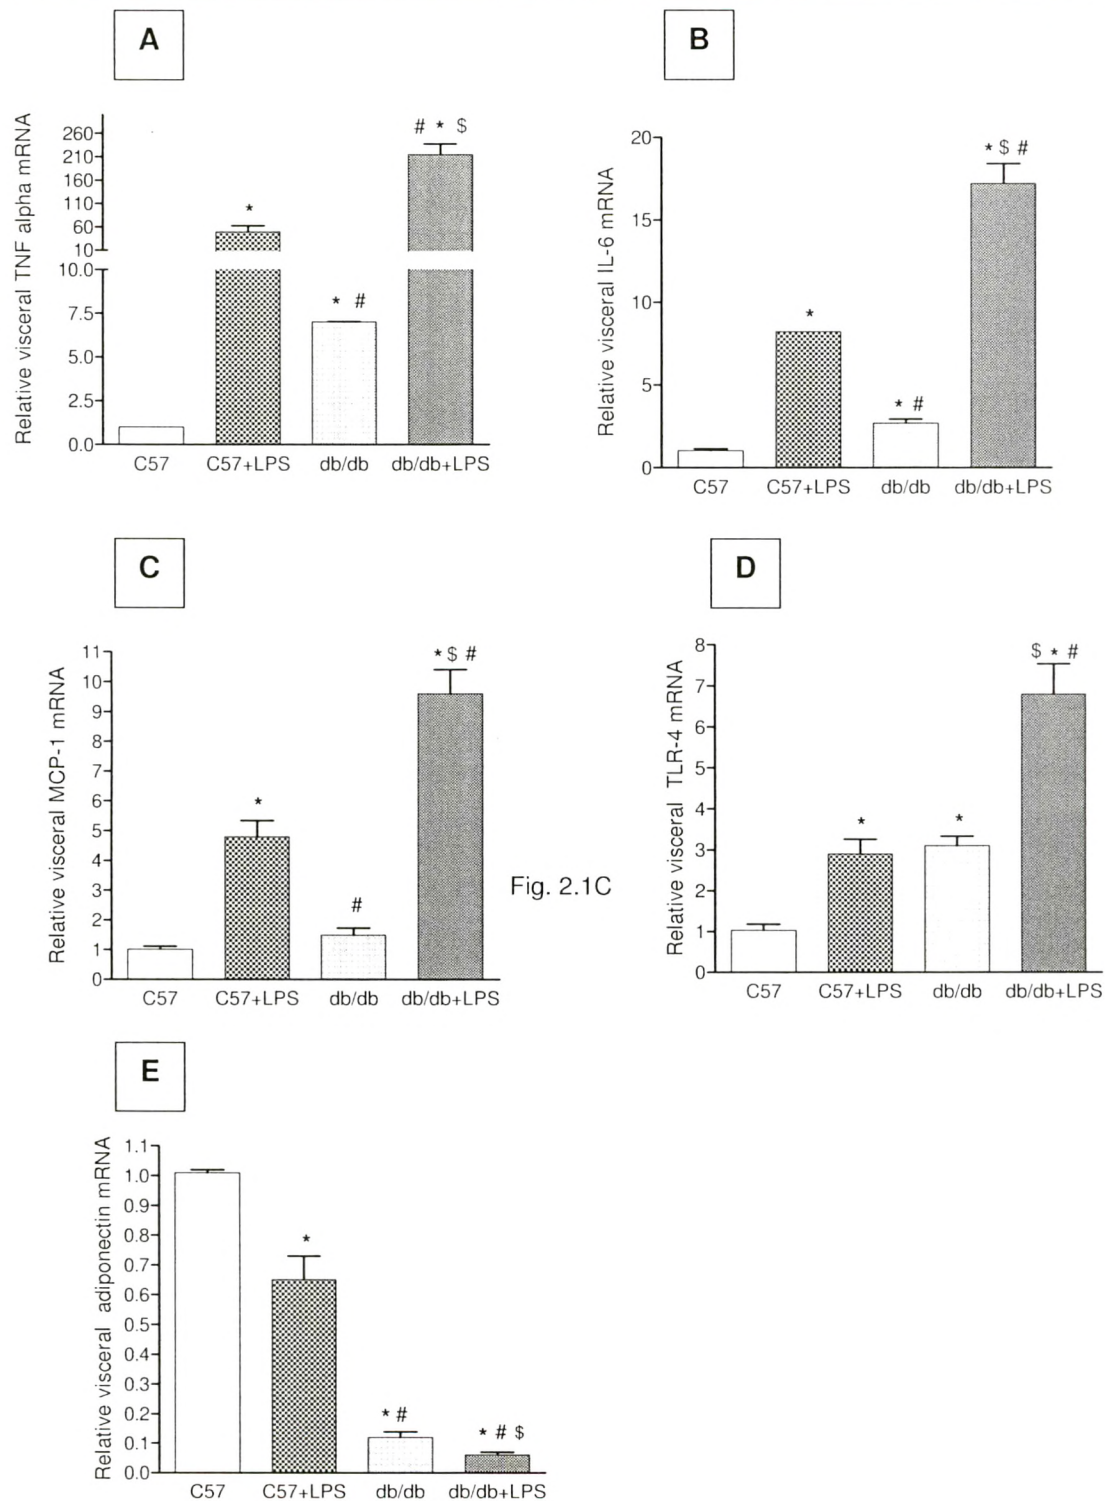 A
Relative visceral TNF alpha mRNA
260
210
160
110
60
10
10.0
7.5
5.0
2.5
0.0
*
* #
# * $
C57 C57+LPS db/db db/db+LPS
B
Relative visceral IL-6 mRNA
20
15
10
5
0
*
* #
* $ #
C57 C57+LPS db/db db/db+LPS
C
Relative visceral MCP-1 mRNA
11
10
9
8
7
6
5
4
3
2
1
0
*
#
* $ #
C57 C57+LPS db/db db/db+LPS
Fig. 2.1C
D
Relative visceral TLR-4 mRNA
8
7
6
5
4
3
2
1
0
*
*
$ * #
C57 C57+LPS db/db db/db+LPS
E
Relative visceral adiponectin mRNA
1.1
1.0
0.9
0.8
0.7
0.6
0.5
0.4
0.3
0.2
0.1
0.0
*
* #
* # $
C57 C57+LPS db/db db/db+LPS